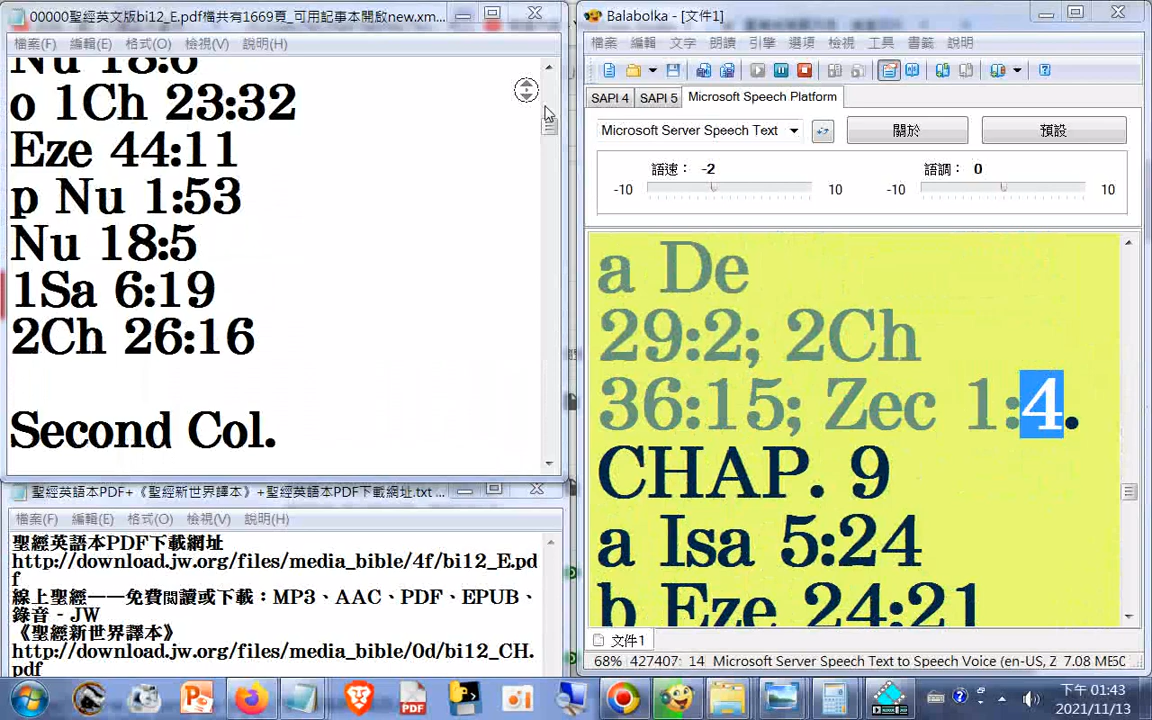 00000聖經英文版bi12_E.pdf檔共有1669頁_可用記事本開啟new.xm...
檔案(F) 編輯(E) 格式(O) 檢視(V) 說明(H)
Nu 18:6
o 1Ch 23:32
Eze 44:11
p Nu 1:53
Nu 18:5
1Sa 6:19
2Ch 26:16
Second Col.
聖經英語本PDF+《聖經新世界譯本》+聖經英語本PDF下載網址.txt ...
檔案(F) 編輯(E) 格式(O) 檢視(V) 說明(H)
聖經英語本PDF下載網址
http://download.jw.org/files/media_bible/4f/bi12_E.pd
f
線上聖經——免費閱讀或下載：MP3、AAC、PDF、EPUB、
錄音 - JW
《聖經新世界譯本》
http://download.jw.org/files/media_bible/0d/bi12_CH.
pdf
Balabolka - [文件1]
檔案 編輯 文字 朗讀 引擎 選項 檢視 工具 書籤 說明
SAPI 4 SAPI 5 Microsoft Speech Platform
Microsoft Server Speech Text 關於 預設
語速： -2 語調： 0
-10 10 -10 10
a De
29:2; 2Ch
36:15; Zec 1:4.
CHAP. 9
a Isa 5:24
b Eze 24:21
文件1
68% 427407: 14 Microsoft Server Speech Text to Speech Voice (en-US, Z 7.08 ME5C
PDF
下午 01:43
2021/11/13